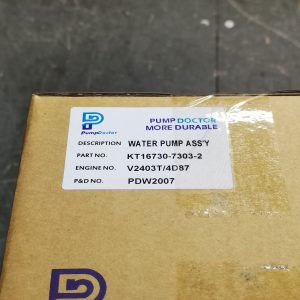 PumpDoctor
PUMP DOCTOR
MORE DURABLE
DESCRIPTION WATER PUMP ASS'Y
PART NO. KT16730-7303-2
ENGINE NO. V2403T/4D87
P&D NO. PDW2007